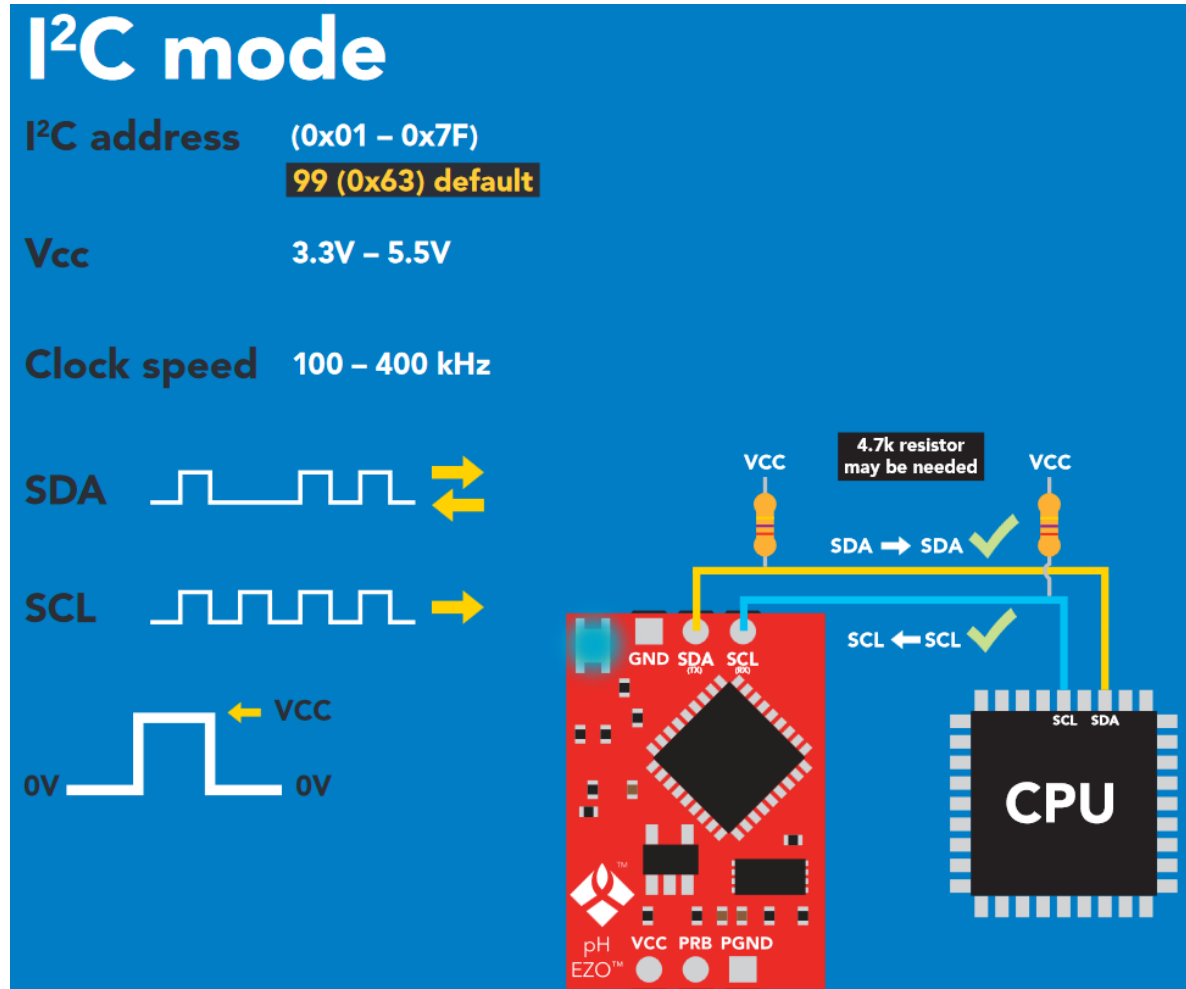 I²C mode
I²C address (0x01 – 0x7F)
99 (0x63) default
Vcc 3.3V – 5.5V
Clock speed 100 – 400 kHz
SDA
SCL
VCC
0V 0V
4.7k resistor
may be needed
VCC VCC
SDA SDA
SCL SCL
GND SDA SCL
(TX) (RX)
SCL SDA
CPU
TM
pH
EZO™
VCC PRB PGND